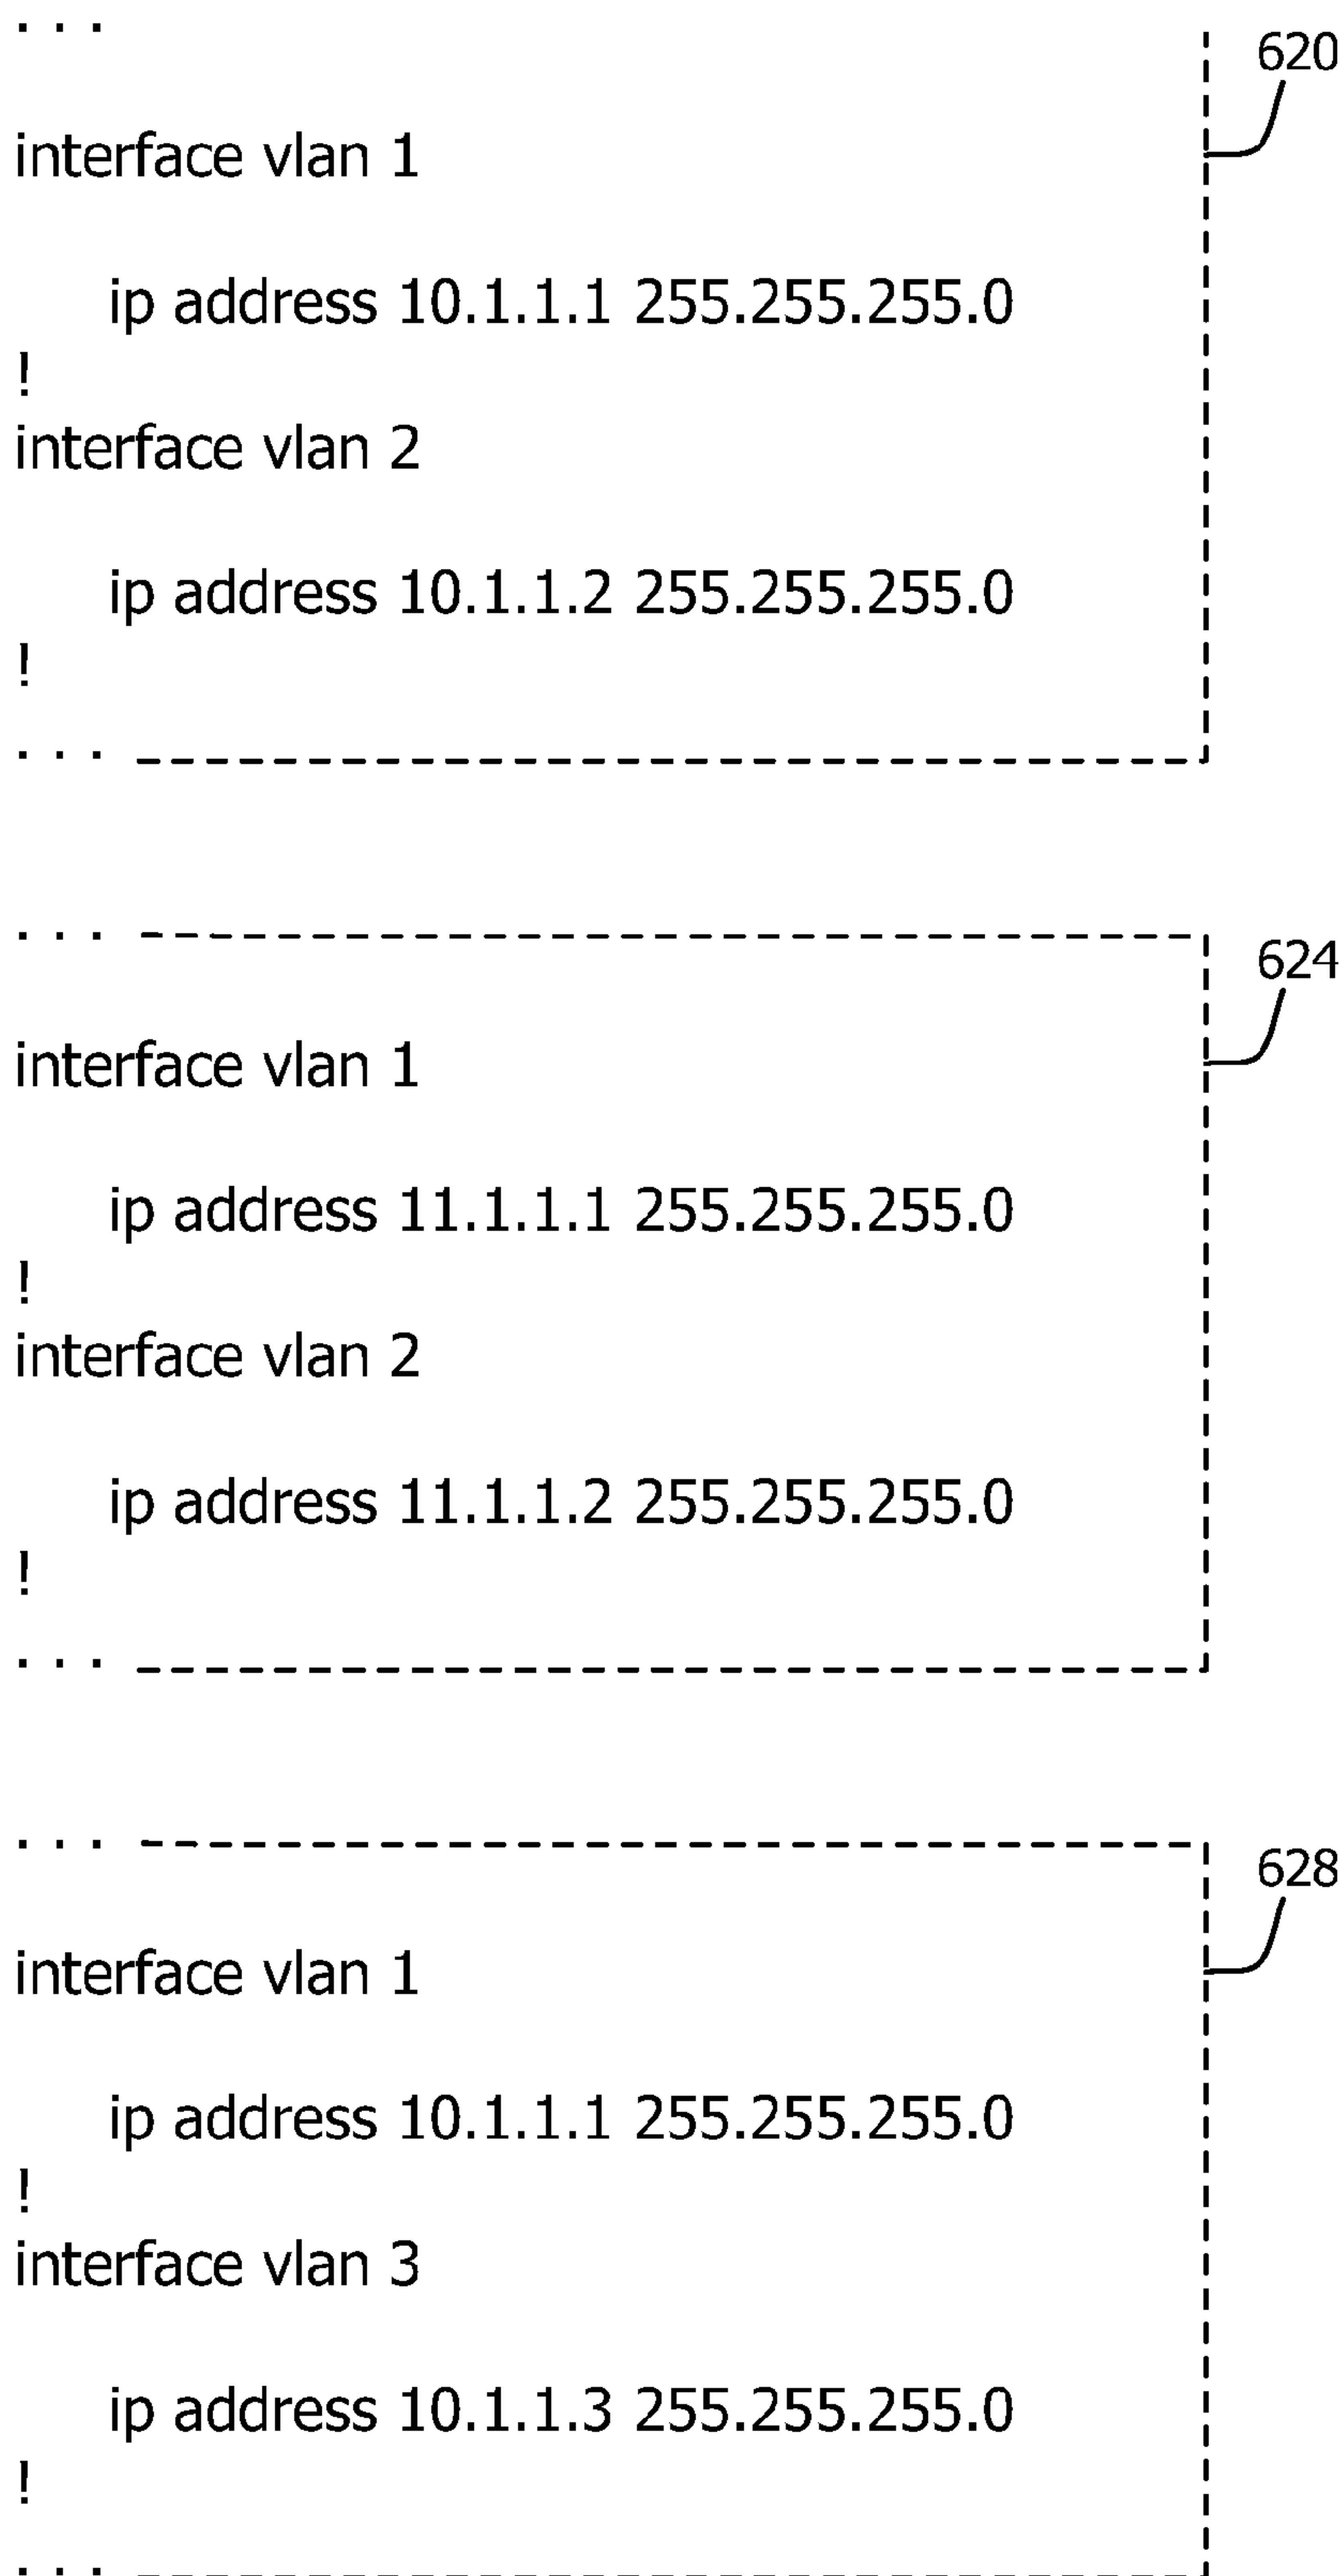 . . .
620
interface vlan 1
ip address 10.1.1.1 255.255.255.0
!
interface vlan 2
ip address 10.1.1.2 255.255.255.0
!
. . .
. . .
624
interface vlan 1
ip address 11.1.1.1 255.255.255.0
!
interface vlan 2
ip address 11.1.1.2 255.255.255.0
!
. . .
. . .
628
interface vlan 1
ip address 10.1.1.1 255.255.255.0
!
interface vlan 3
ip address 10.1.1.3 255.255.255.0
!
. . .